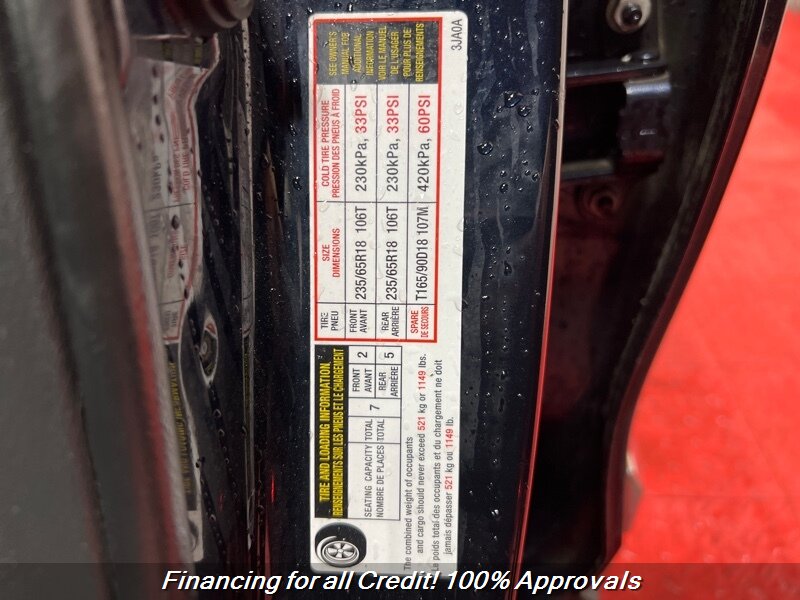 TIRE AND LOADING INFORMATION
RENSEIGNEMENTS SUR LES PNEUS ET LE CHARGEMENT
SEATING CAPACITY TOTAL 7 FRONT 2 REAR 5
NOMBRE DE PLACES TOTAL AVANT ARRIÈRE
The combined weight of occupants
and cargo should never exceed 521 kg or 1149 lbs.
Le poids total des occupants et du chargement ne doit
jamais dépasser 521 kg ou 1149 lb.
TIRE SIZE COLD TIRE PRESSURE
PNEU DIMENSIONS PRESSION DES PNEUS À FROID
FRONT
AVANT 235/65R18 106T 230kPa, 33PSI
REAR
ARRIÈRE 235/65R18 106T 230kPa, 33PSI
SPARE
DE SECOURS T165/90D18 107M 420kPa, 60PSI
SEE OWNER'S
MANUAL FOR
ADDITIONAL
INFORMATION
VOIR LE MANUEL
DE L'USAGER
POUR PLUS DE
RENSEIGNEMENTS
3JA0A
Financing for all Credit! 100% Approvals